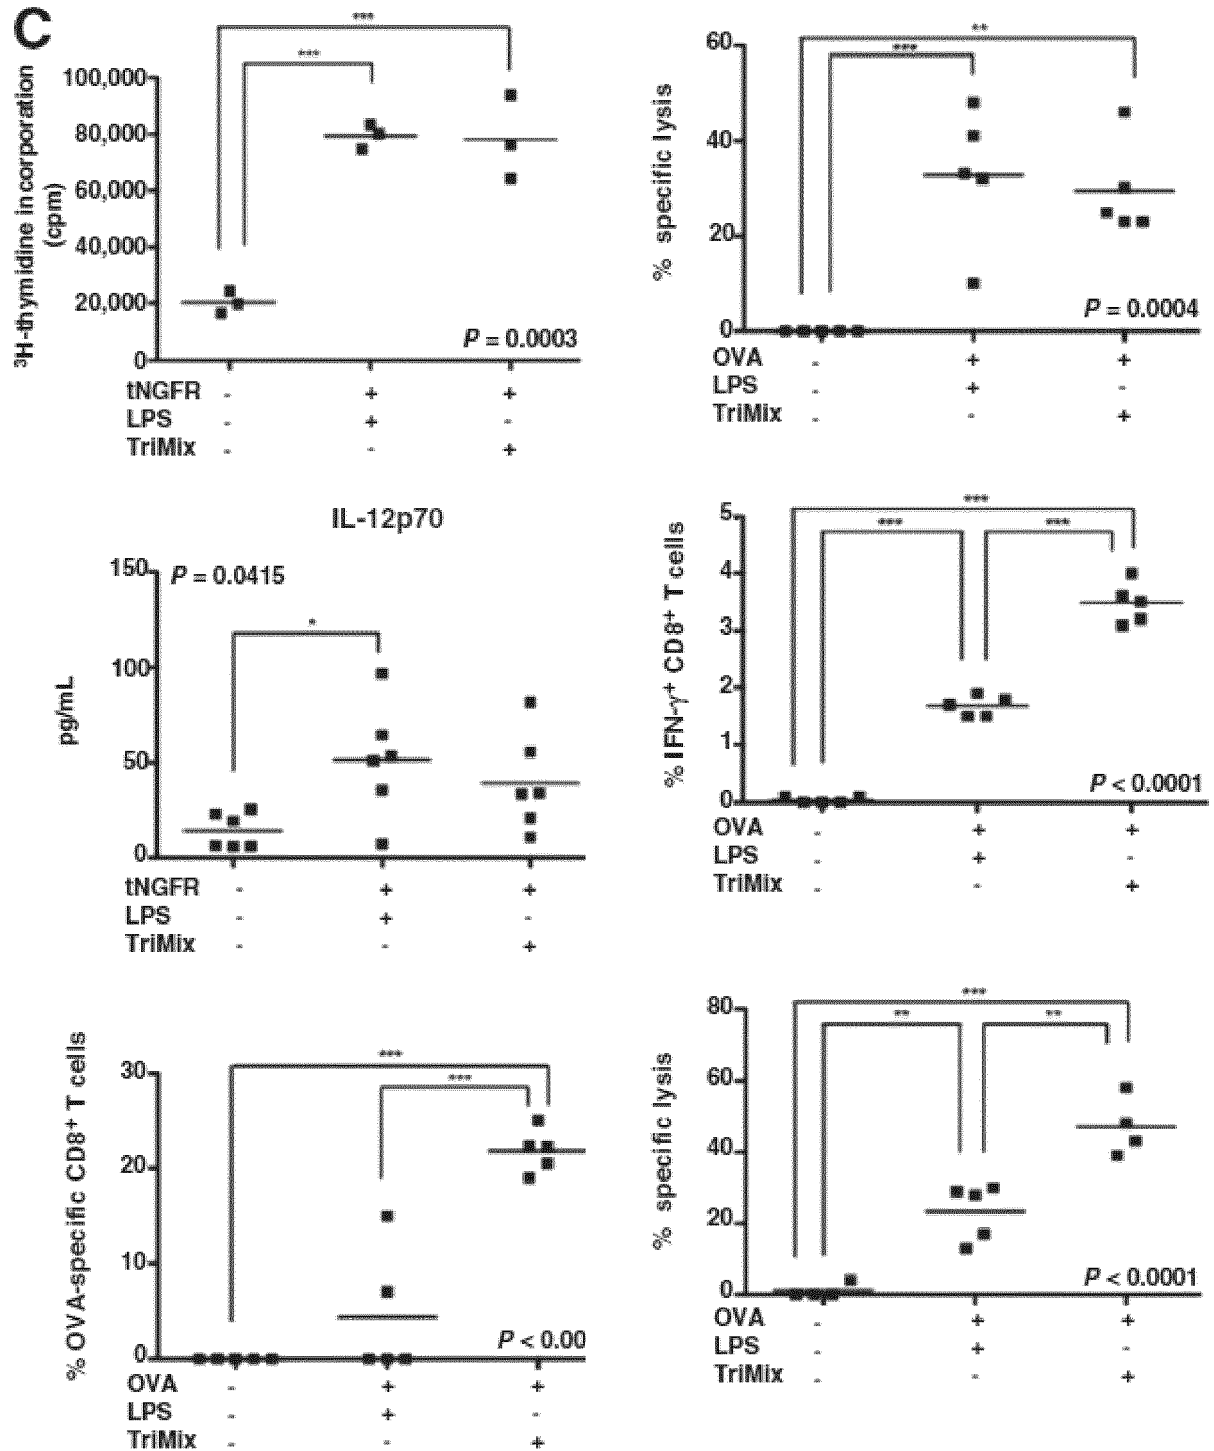 C
***
***
³H-thymidine incorporation
(cpm)
100,000
80,000
60,000
40,000
20,000
0
P = 0.0003
tNGFR - + +
LPS - + -
TriMix - - +
**
***
% specific lysis
60
40
20
0
P = 0.0004
OVA - + +
LPS - + -
TriMix - - +
IL-12p70
P = 0.0415
*
pg/mL
150
100
50
0
tNGFR - + +
LPS - + -
TriMix - - +
***
*** ***
% IFN-γ⁺ CD8⁺ T cells
5
4
3
2
1
0
P < 0.0001
OVA - + +
LPS - + -
TriMix - - +
***
***
% OVA-specific CD8⁺ T cells
30
20
10
0
P < 0.00
OVA - + +
LPS - + -
TriMix - - +
***
** **
% specific lysis
80
60
40
20
0
P < 0.0001
OVA - + +
LPS - + -
TriMix - - +